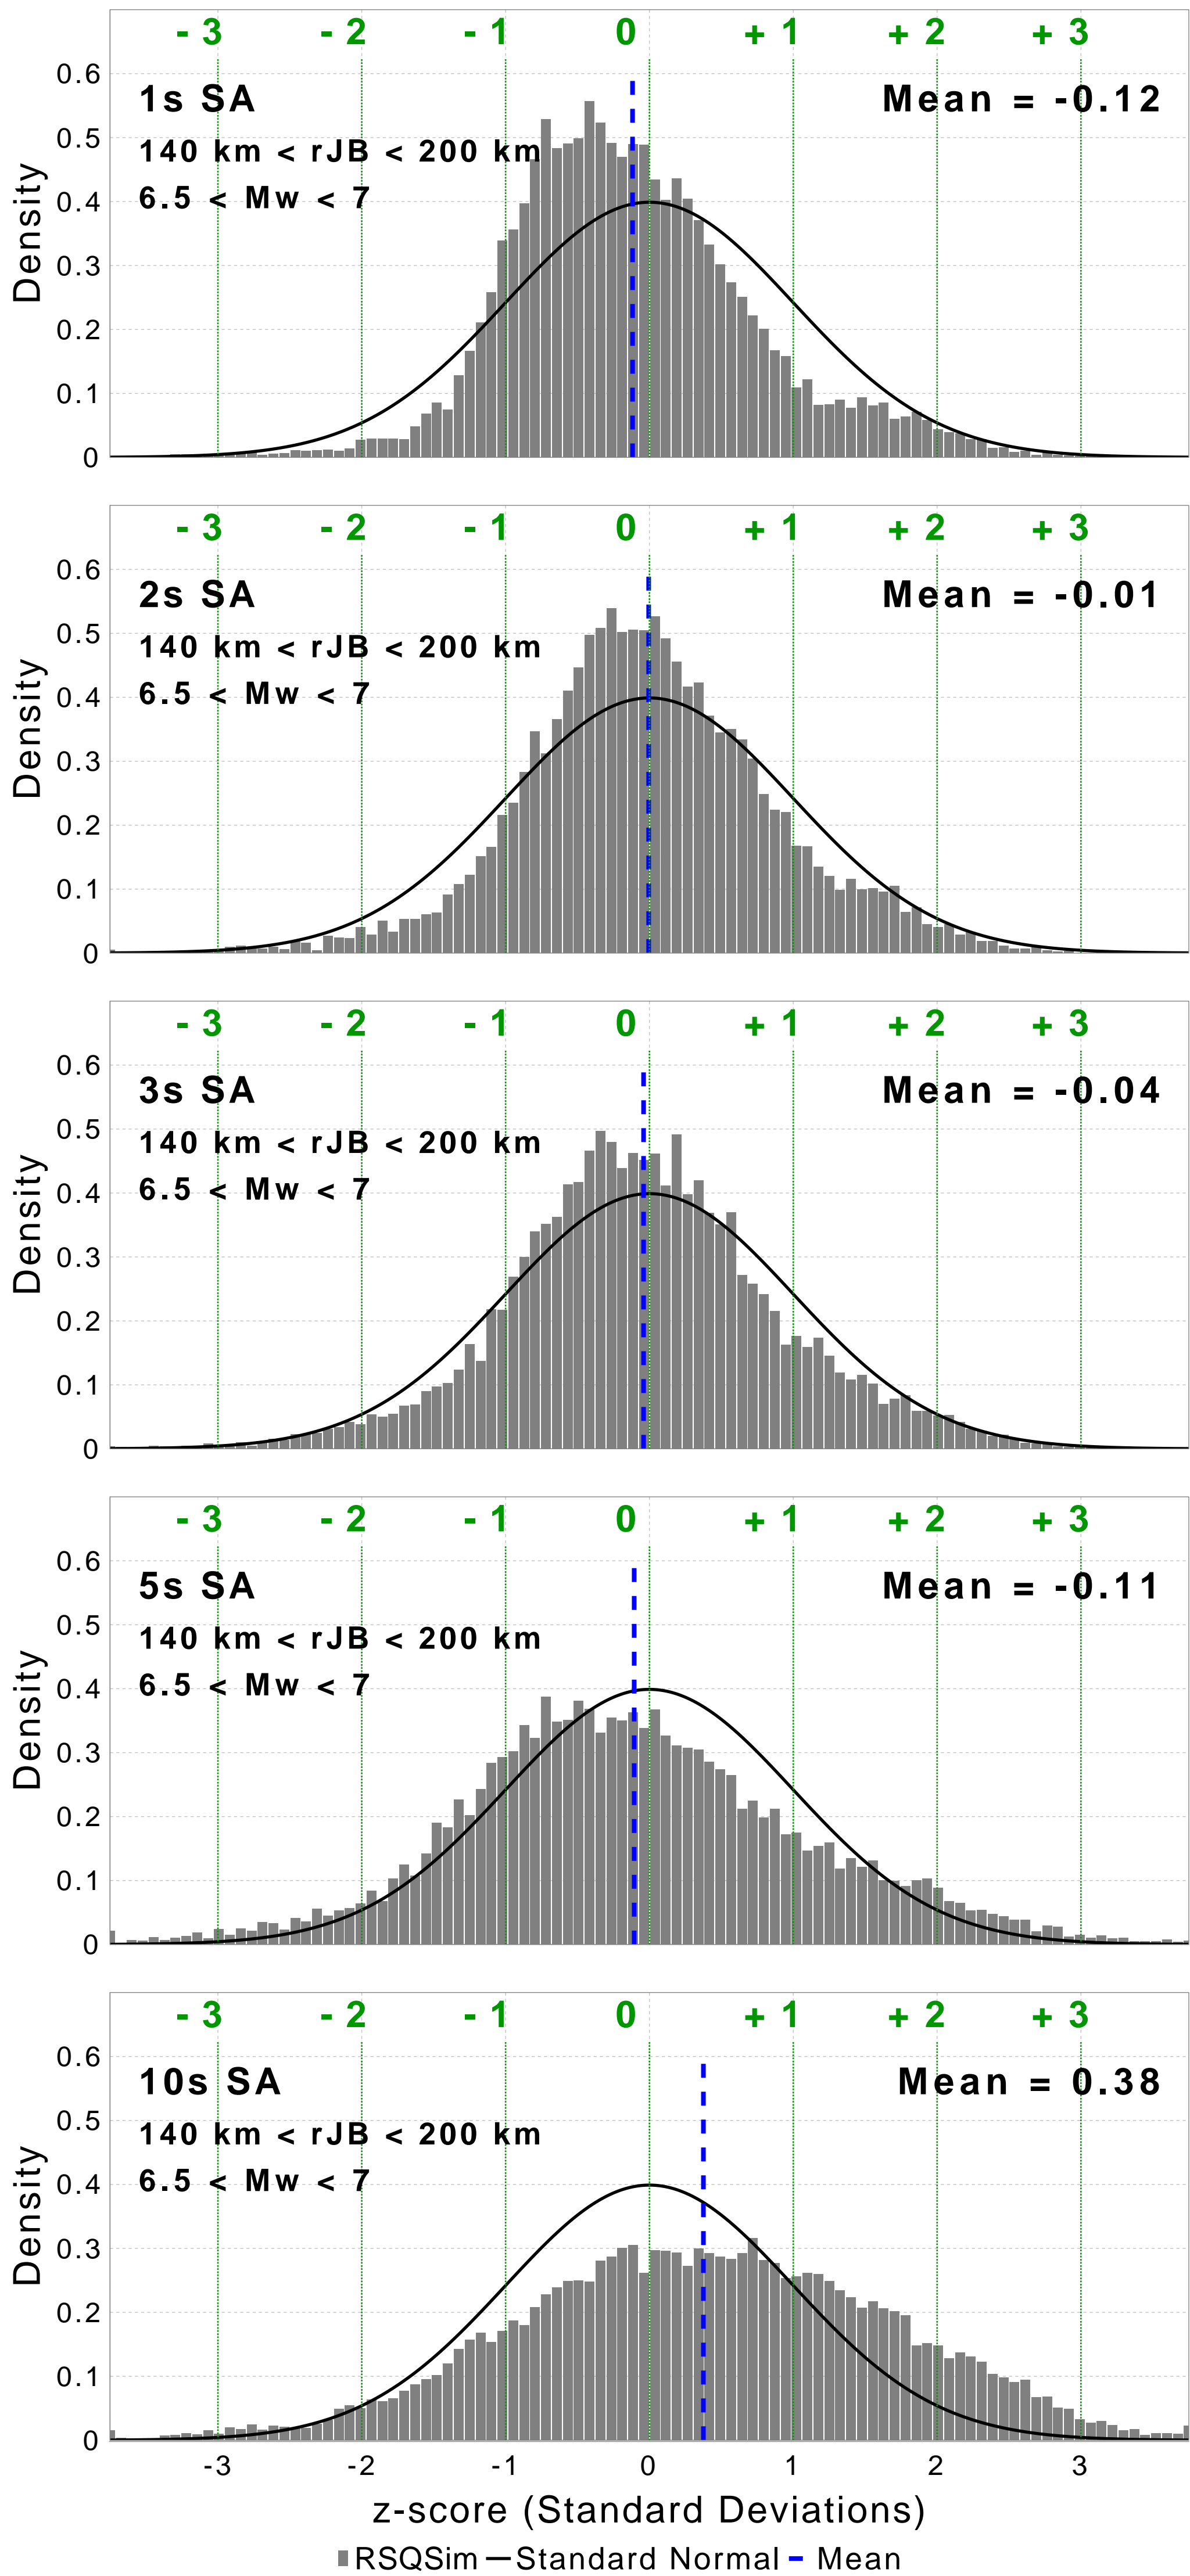 - 3 - 2 - 1 0 + 1 + 2 + 3
0.6
1s SA Mean = -0.12
0.5
140 km < rJB < 200 km
6.5 < Mw < 7
0.4
0.3
0.2
0.1
0
Density
- 3 - 2 - 1 0 + 1 + 2 + 3
0.6
2s SA Mean = -0.01
0.5
140 km < rJB < 200 km
6.5 < Mw < 7
0.4
0.3
0.2
0.1
0
Density
- 3 - 2 - 1 0 + 1 + 2 + 3
0.6
3s SA Mean = -0.04
0.5
140 km < rJB < 200 km
6.5 < Mw < 7
0.4
0.3
0.2
0.1
0
Density
- 3 - 2 - 1 0 + 1 + 2 + 3
0.6
5s SA Mean = -0.11
0.5
140 km < rJB < 200 km
6.5 < Mw < 7
0.4
0.3
0.2
0.1
0
Density
- 3 - 2 - 1 0 + 1 + 2 + 3
0.6
10s SA Mean = 0.38
0.5
140 km < rJB < 200 km
6.5 < Mw < 7
0.4
0.3
0.2
0.1
0
Density
-3 -2 -1 0 1 2 3
z-score (Standard Deviations)
RSQSim Standard Normal Mean